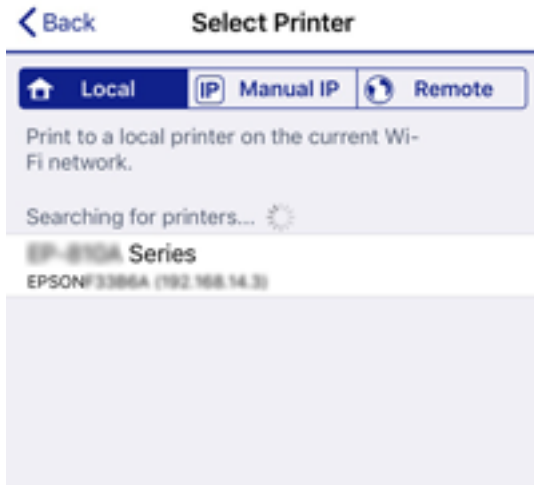 Back Select Printer
Local IP Manual IP Remote
Print to a local printer on the current Wi-
Fi network.
Searching for printers...
Series
EPSON